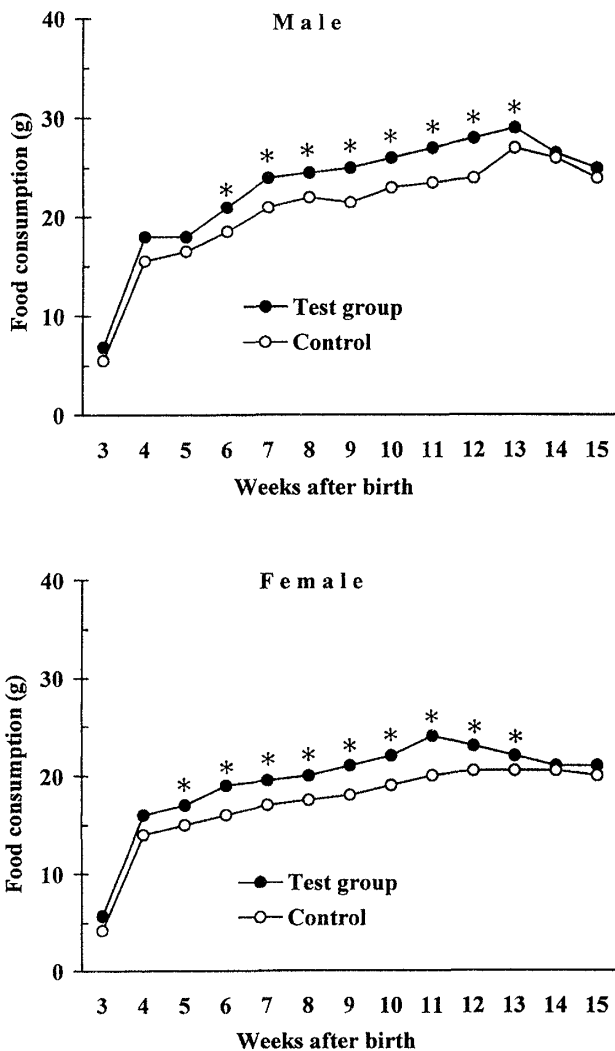 Male
Food consumption (g)
40
30
20
10
0
* * * * * * * *
Test group
Control
3 4 5 6 7 8 9 10 11 12 13 14 15
Weeks after birth
Female
Food consumption (g)
40
30
20
10
0
* * * * * * * * *
Test group
Control
3 4 5 6 7 8 9 10 11 12 13 14 15
Weeks after birth